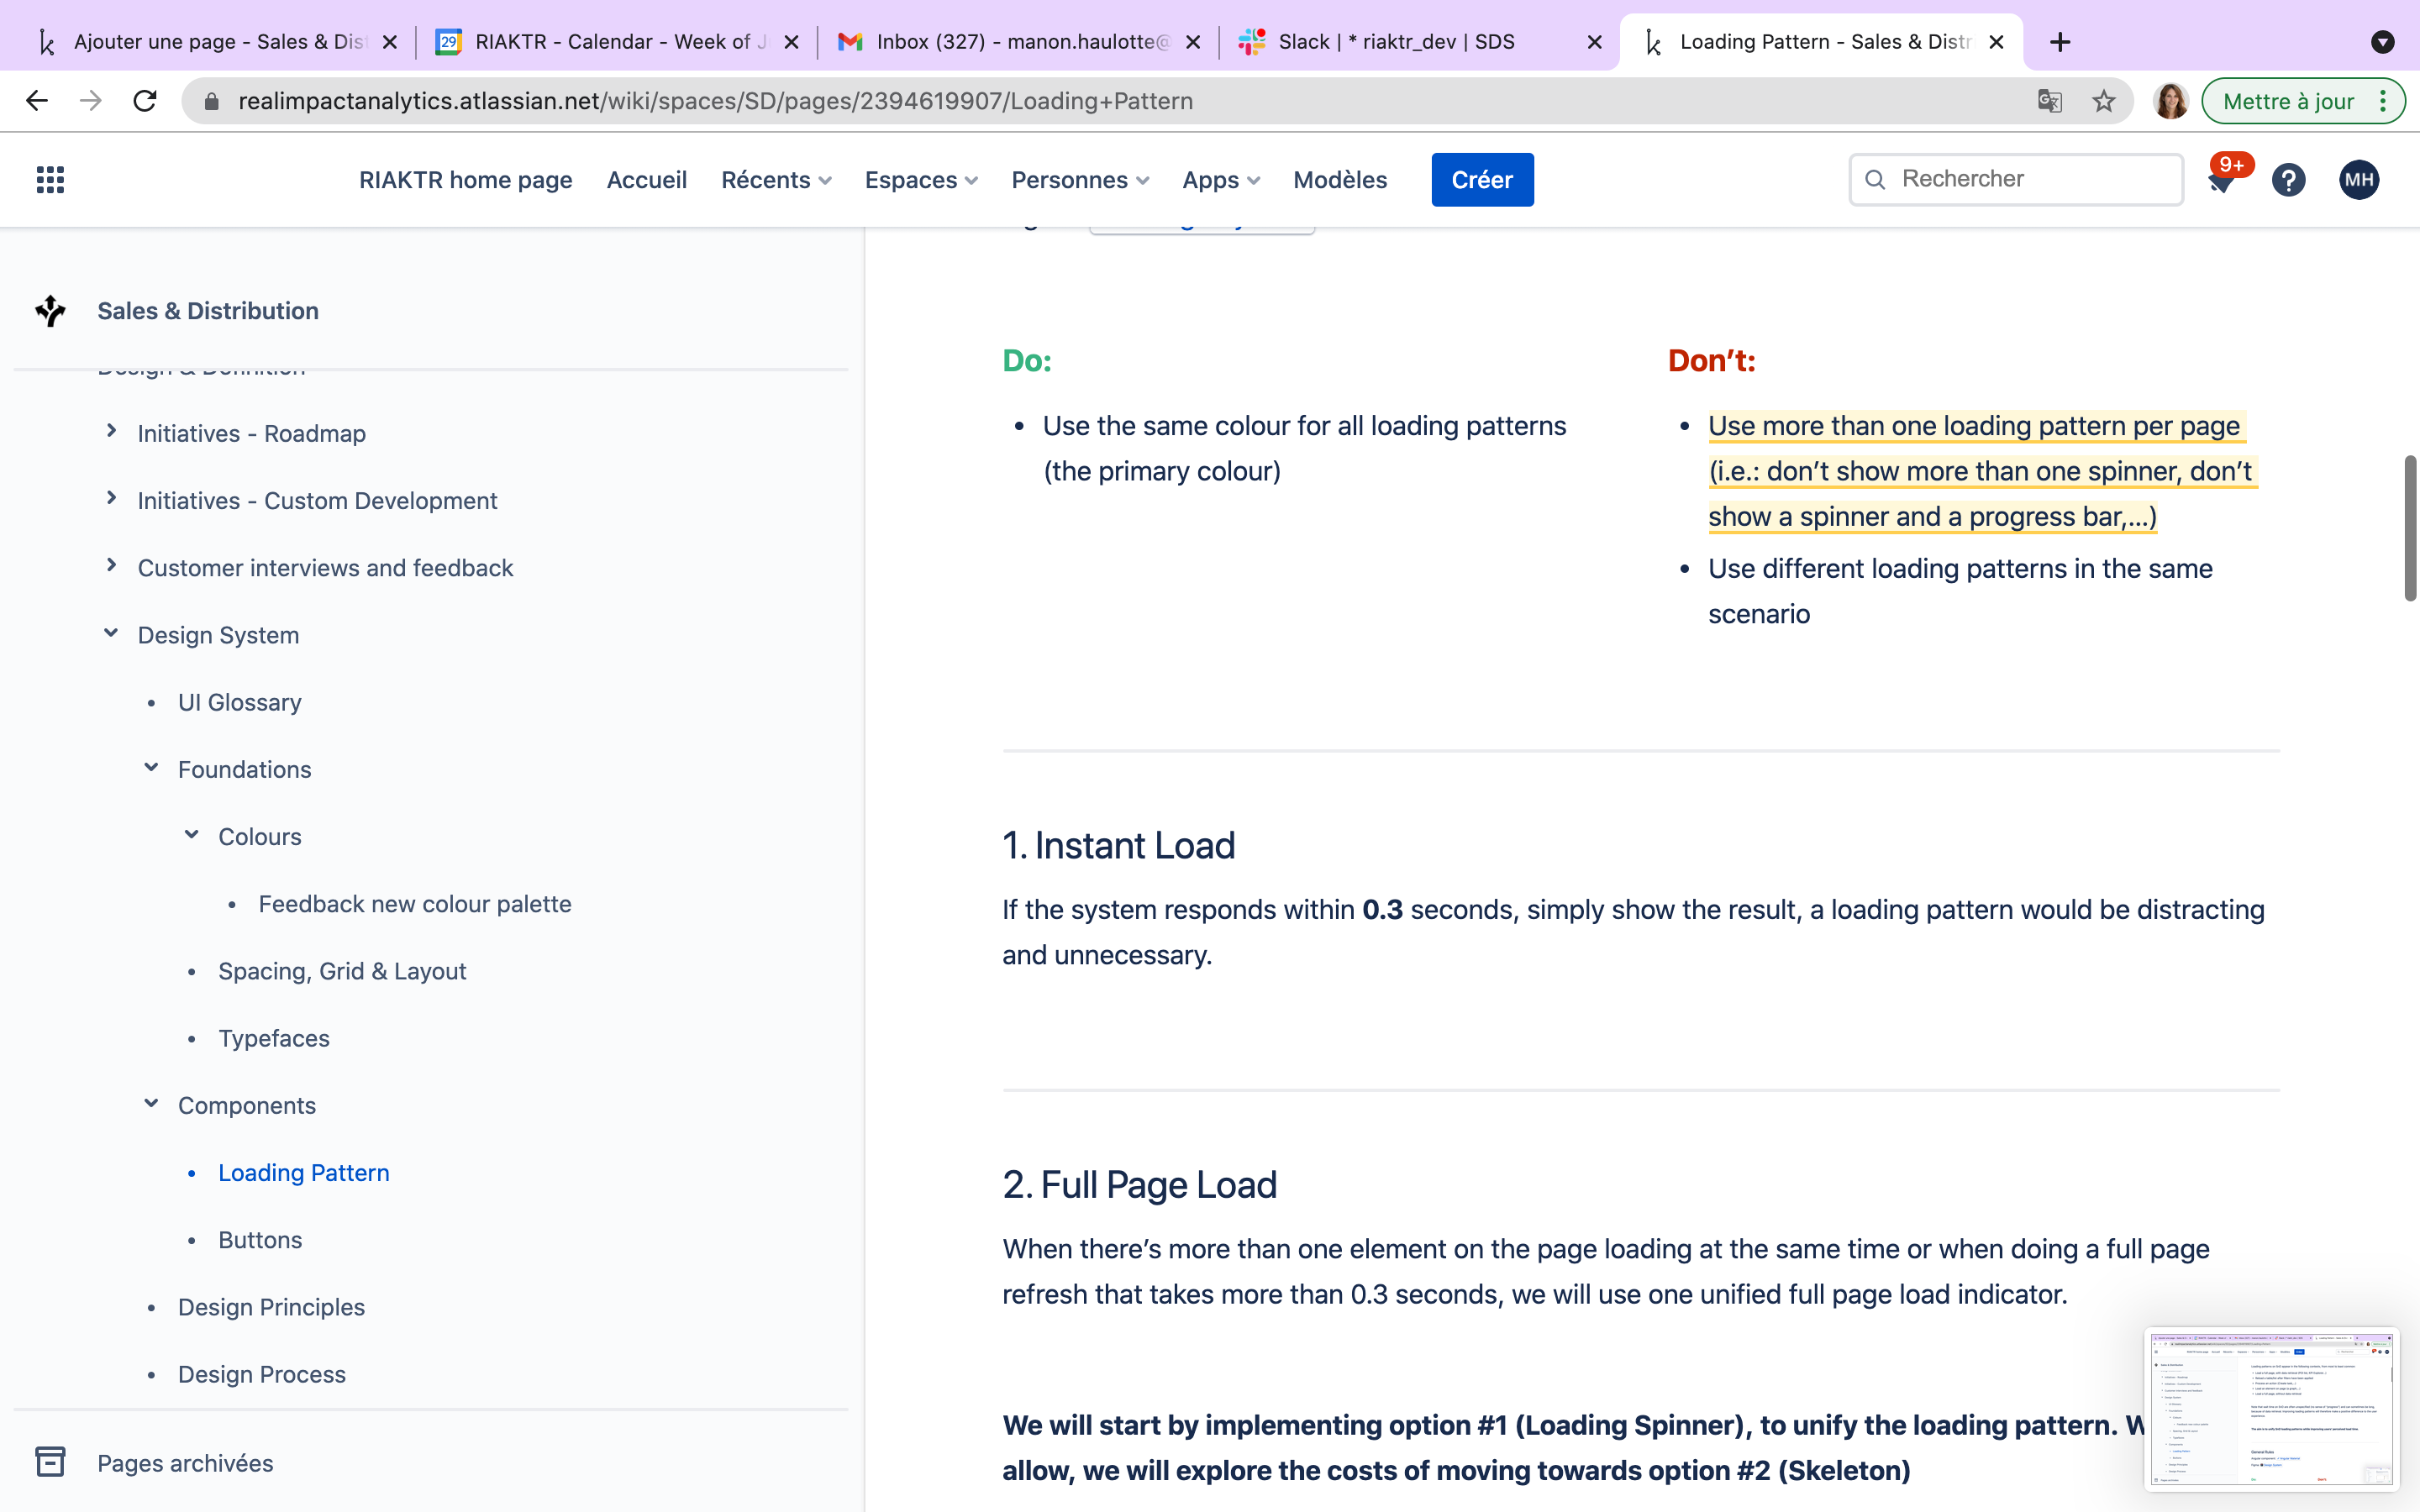 Ajouter une page - Sales & Dis
RIAKTR - Calendar - Week of J
Inbox (327) - manon.haulotte@
Slack | * riaktr_dev | SDS
Loading Pattern - Sales & Distr
realimpactanalytics.atlassian.net/wiki/spaces/SD/pages/2394619907/Loading+Pattern
Mettre à jour
RIAKTR home page
Accueil
Récents
Espaces
Personnes
Apps
Modèles
Créer
Rechercher
9+
MH
Sales & Distribution
Design & Definition
Initiatives - Roadmap
Initiatives - Custom Development
Customer interviews and feedback
Design System
UI Glossary
Foundations
Colours
Feedback new colour palette
Spacing, Grid & Layout
Typefaces
Components
Loading Pattern
Buttons
Design Principles
Design Process
Pages archivées
Do:
Use the same colour for all loading patterns
(the primary colour)
Don’t:
Use more than one loading pattern per page
(i.e.: don’t show more than one spinner, don’t
show a spinner and a progress bar,…)
Use different loading patterns in the same
scenario
1. Instant Load
If the system responds within 0.3 seconds, simply show the result, a loading pattern would be distracting
and unnecessary.
2. Full Page Load
When there’s more than one element on the page loading at the same time or when doing a full page
refresh that takes more than 0.3 seconds, we will use one unified full page load indicator.
We will start by implementing option #1 (Loading Spinner), to unify the loading pattern.
allow, we will explore the costs of moving towards option #2 (Skeleton)